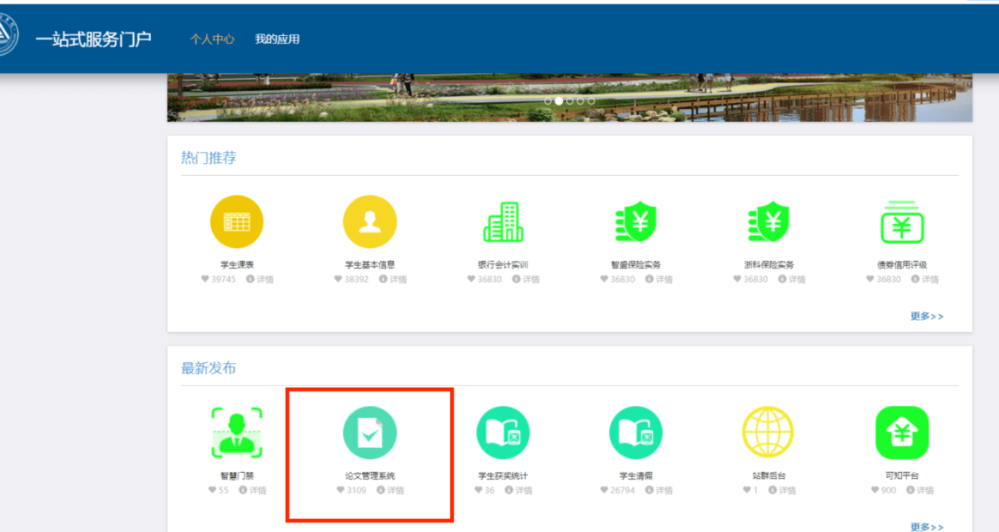 一站式服务门户 个人中心 我的应用
热门推荐
学生课表 学生基本信息 银行会计实训 智盛保险实务 浙科保险实务 债券信用评级
39745 详情 38392 详情 36830 详情 36830 详情 36830 详情 36830 详情
更多>>
最新发布
智慧门禁 论文管理系统 学生获奖统计 学生请假 站群后台 可知平台
55 详情 3109 详情 36 详情 26794 详情 1 详情 900 详情
更多>>